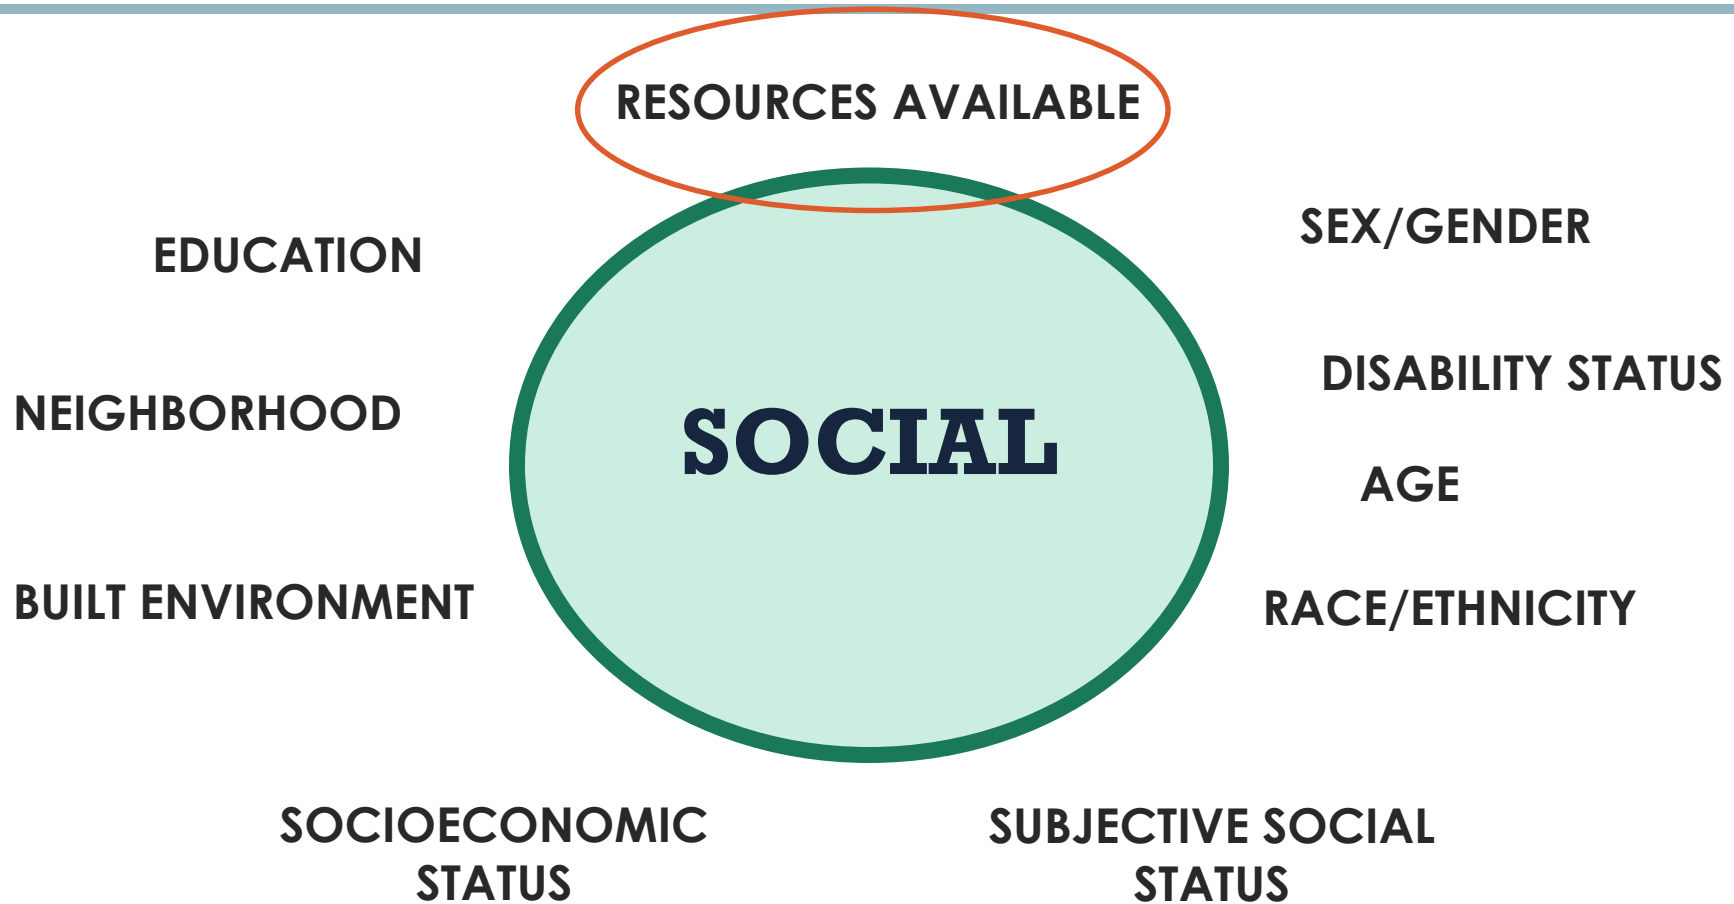 RESOURCES AVAILABLE
SEX/GENDER
EDUCATION
DISABILITY STATUS
NEIGHBORHOOD
SOCIAL
AGE
BUILT ENVIRONMENT
RACE/ETHNICITY
SOCIOECONOMIC
STATUS
SUBJECTIVE SOCIAL
STATUS